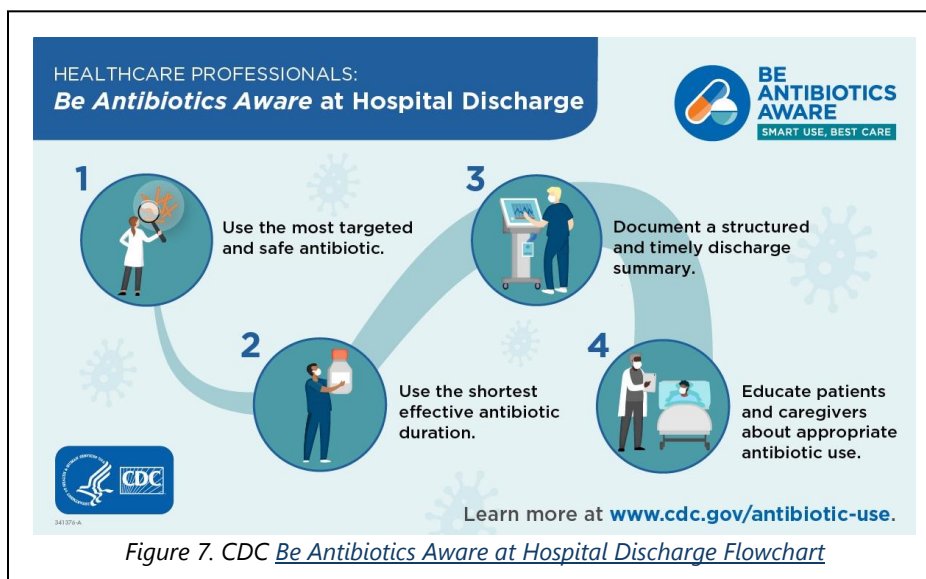 HEALTHCARE PROFESSIONALS:
Be Antibiotics Aware at Hospital Discharge
BE
ANTIBIOTICS
AWARE
SMART USE, BEST CARE
1
Use the most targeted
and safe antibiotic.
2
Use the shortest
effective antibiotic
duration.
3
Document a structured
and timely discharge
summary.
4
Educate patients
and caregivers
about appropriate
antibiotic use.
CDC
341376-A
Learn more at www.cdc.gov/antibiotic-use.
Figure 7. CDC Be Antibiotics Aware at Hospital Discharge Flowchart